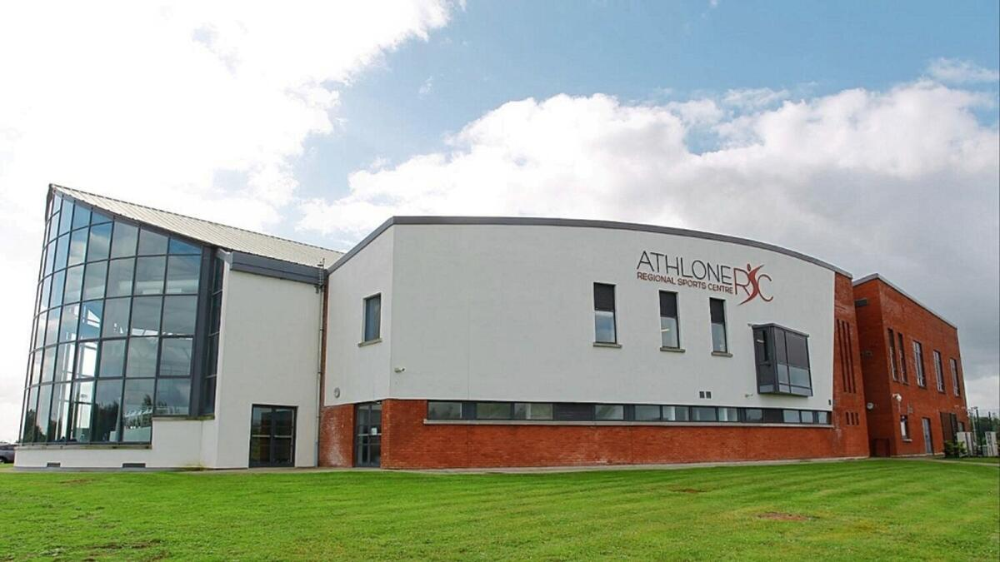 ATHLONE RSC
REGIONAL SPORTS CENTRE